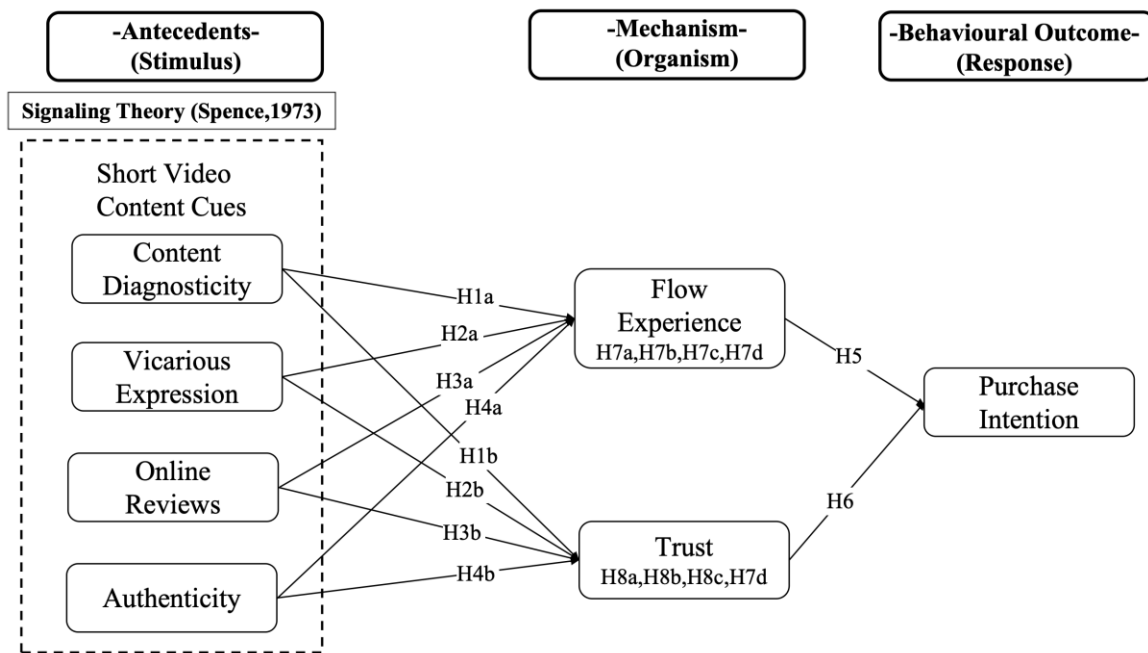 -Antecedents-
(Stimulus)
-Mechanism-
(Organism)
-Behavioural Outcome-
(Response)
Signaling Theory (Spence,1973)
Short Video
Content Cues
Content
Diagnosticity
Vicarious
Expression
Online
Reviews
Authenticity
H1a
H2a
H3a
H4a
H1b
H2b
H3b
H4b
Flow
Experience
H7a,H7b,H7c,H7d
Trust
H8a,H8b,H8c,H7d
H5
H6
Purchase
Intention